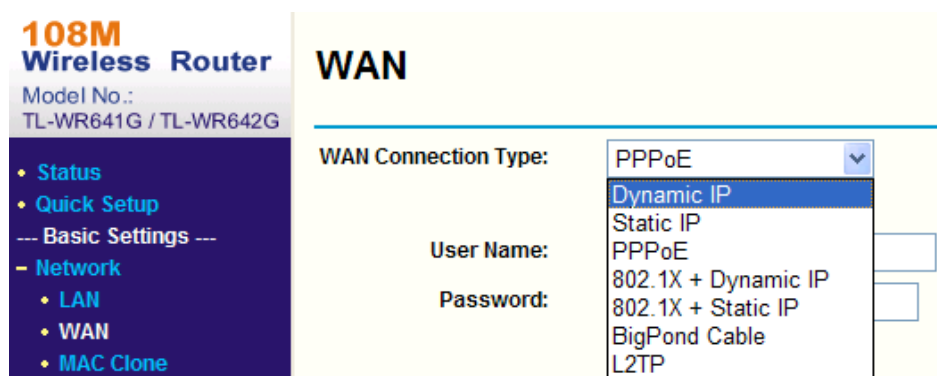 108M
Wireless Router
Model No.:
TL-WR641G / TL-WR642G
• Status
• Quick Setup
--- Basic Settings ---
– Network
• LAN
• WAN
• MAC Clone
WAN
WAN Connection Type: PPPoE
Dynamic IP
Static IP
User Name:
PPPoE
802.1X + Dynamic IP
Password:
802.1X + Static IP
BigPond Cable
L2TP